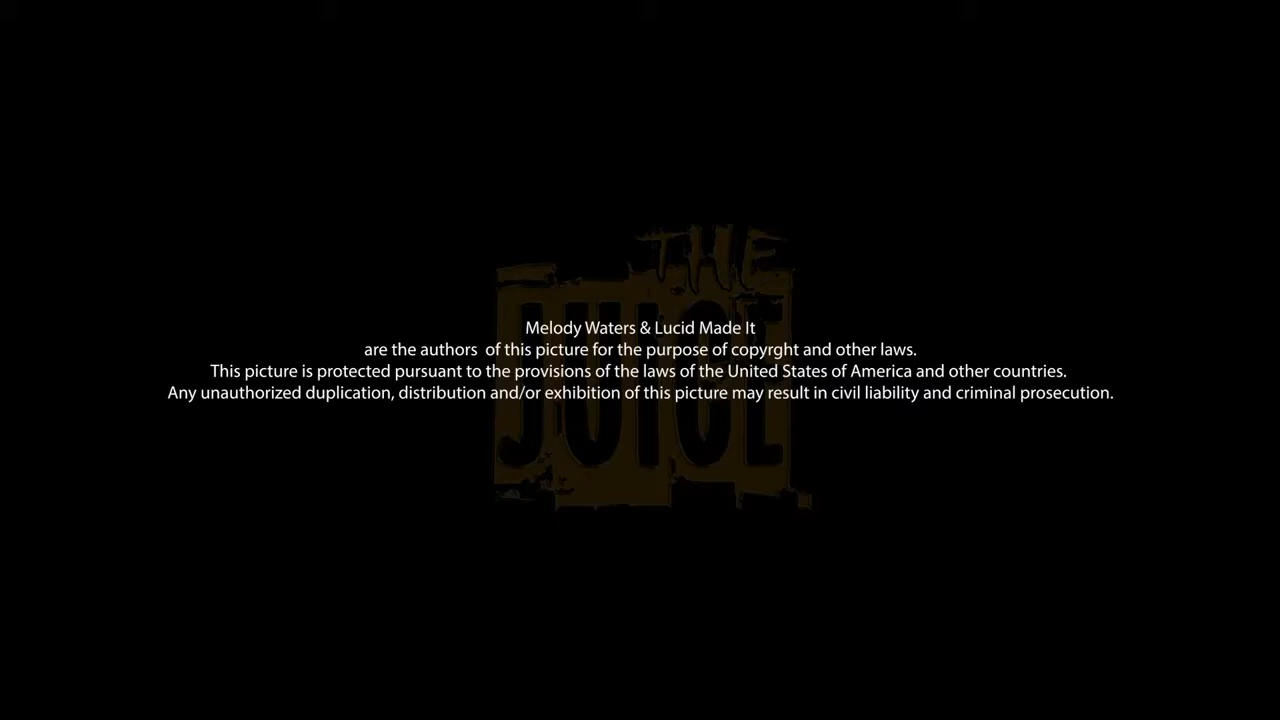 THE
JUICE
Melody Waters & Lucid Made It
are the authors  of this picture for the purpose of copyrght and other laws.
This picture is protected pursuant to the provisions of the laws of the United States of America and other countries.
Any unauthorized duplication, distribution and/or exhibition of this picture may result in civil liability and criminal prosecution.